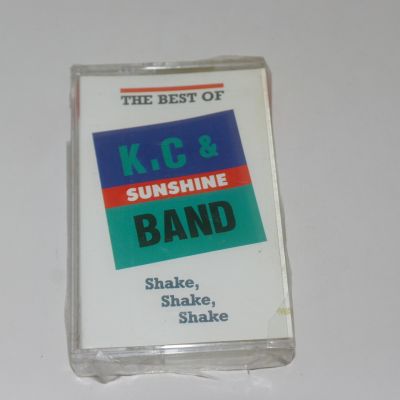 THE BEST OF
K.C &
SUNSHINE
BAND
Shake,
Shake,
Shake